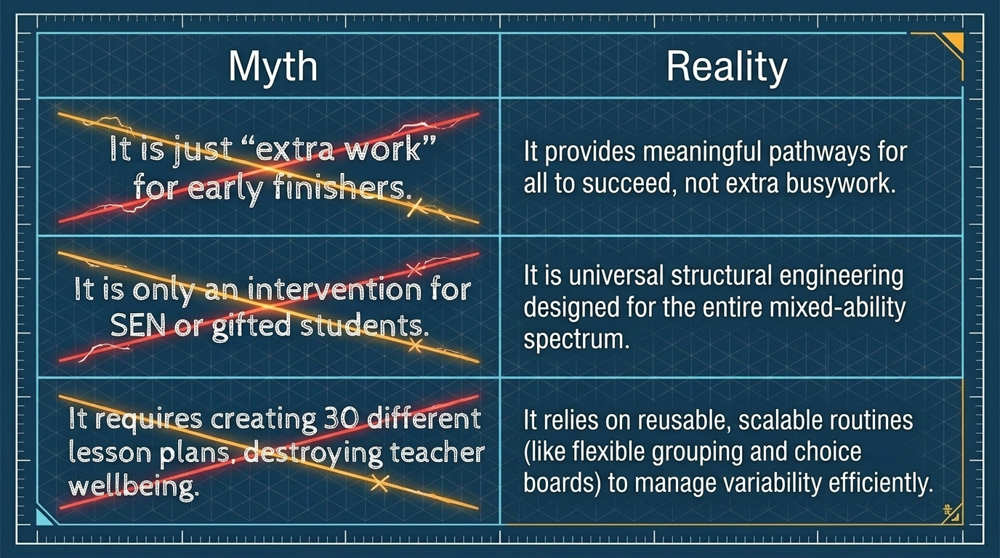 Myth
Reality
It is just “extra work”
for early finishers.
It provides meaningful pathways for
all to succeed, not extra busywork.
It is only an intervention for
SEN or gifted students.
It is universal structural engineering
designed for the entire mixed-ability
spectrum.
It requires creating 30 different
lesson plans, destroying teacher
wellbeing.
It relies on reusable, scalable routines
(like flexible grouping and choice
boards) to manage variability efficiently.